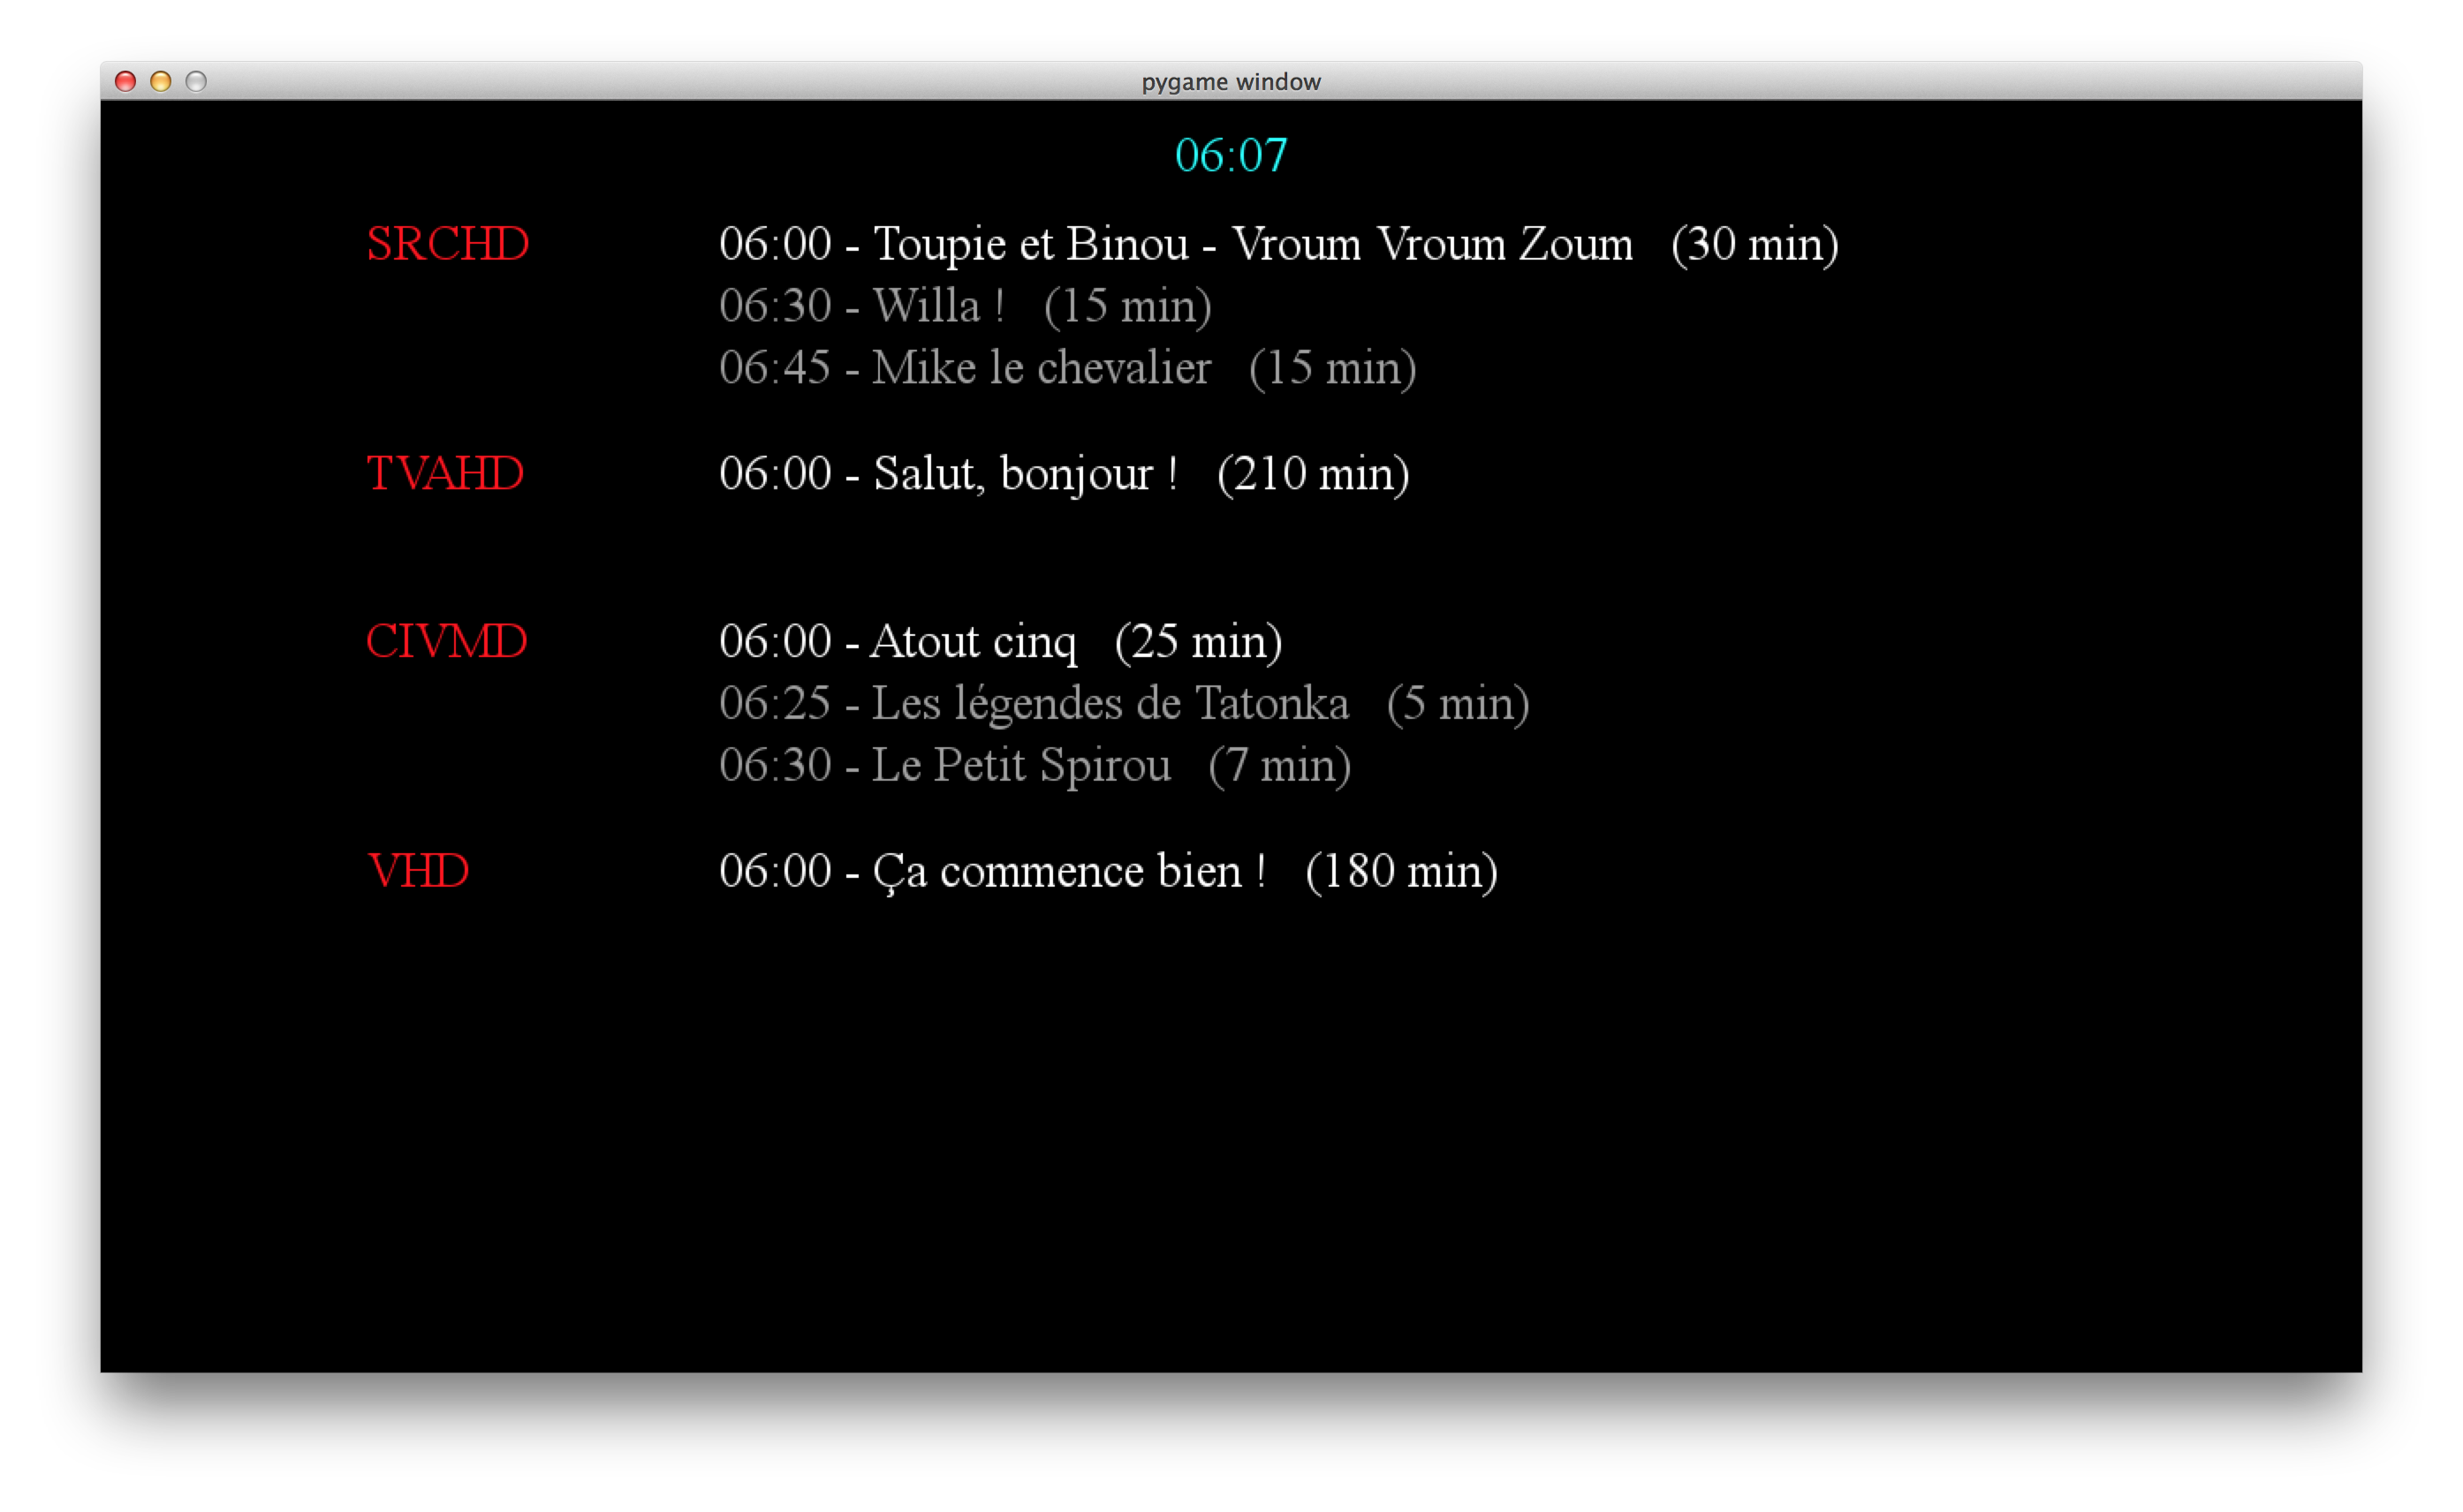 pygame window
06:07
SRCHD 06:00 - Toupie et Binou - Vroum Vroum Zoum (30 min)
06:30 - Willa ! (15 min)
06:45 - Mike le chevalier (15 min)
TVAHD 06:00 - Salut, bonjour ! (210 min)
CIVMD 06:00 - Atout cinq (25 min)
06:25 - Les légendes de Tatonka (5 min)
06:30 - Le Petit Spirou (7 min)
VHD 06:00 - Ça commence bien ! (180 min)